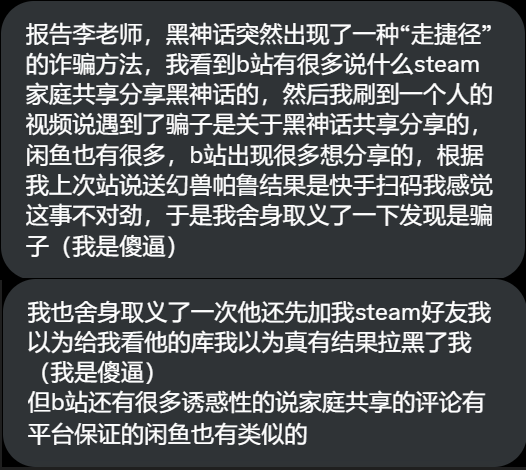 报告李老师，黑神话突然出现了一种“走捷径”
的诈骗方法，我看到b站有很多说什么steam
家庭共享分享黑神话的，然后我刷到一个人的
视频说遇到了骗子是关于黑神话共享分享的，
闲鱼也有很多，b站出现很多想分享的，根据
我上次站说送幻兽帕鲁结果是快手扫码我感觉
这事不对劲，于是我舍身取义了一下发现是骗
子（我是傻逼）
我也舍身取义了一次他还先加我steam好友我
以为给我看他的库我以为真有结果拉黑了我
（我是傻逼）
但b站还有很多诱惑性的说家庭共享的评论有
平台保证的闲鱼也有类似的